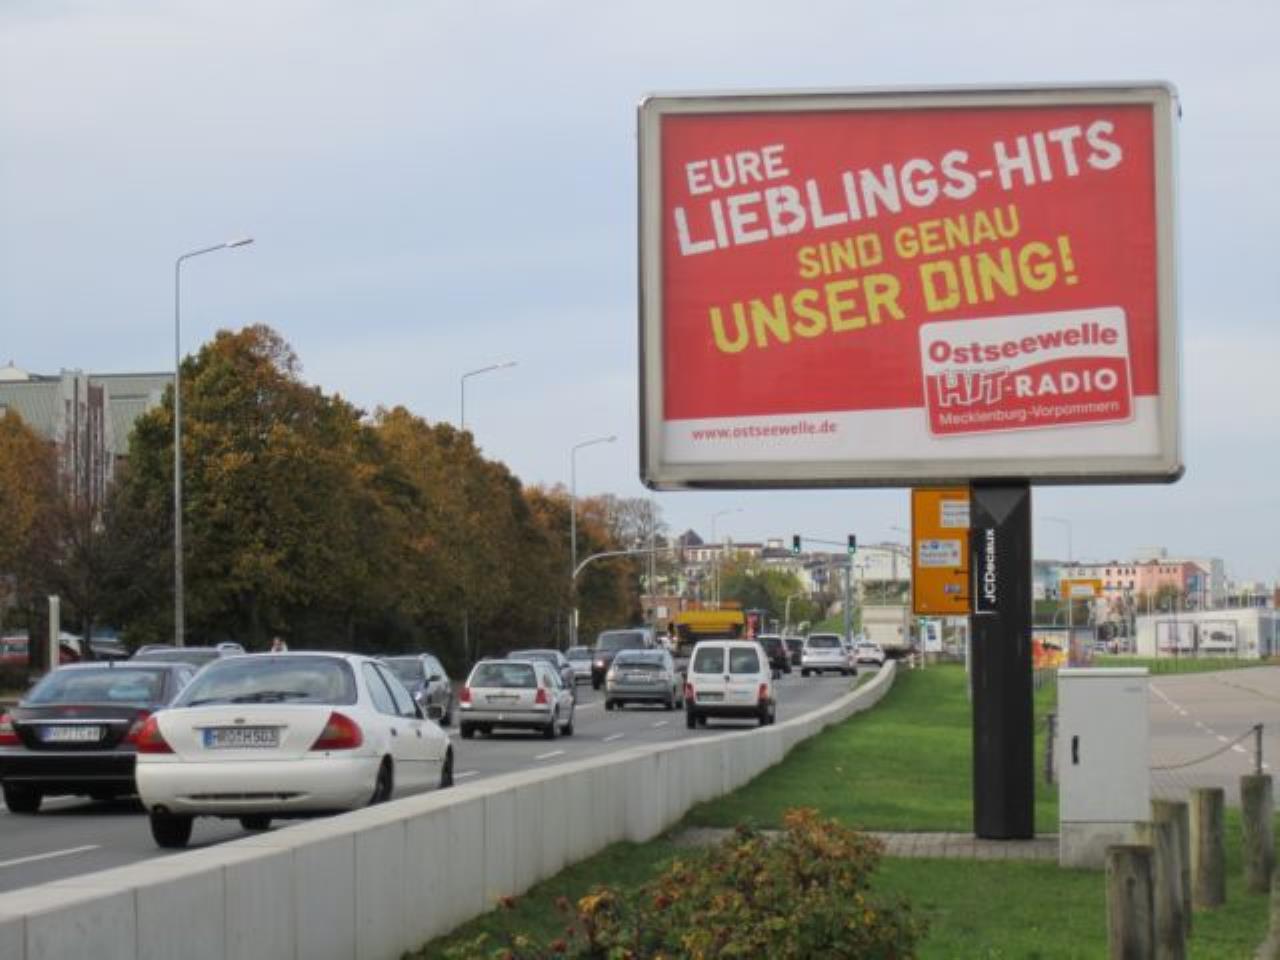 EURE
LIEBLINGS-HITS
SIND GENAU
UNSER DING!
Ostseewelle
HIT-RADIO
Mecklenburg-Vorpommern
www.ostseewelle.de
JCDecaux